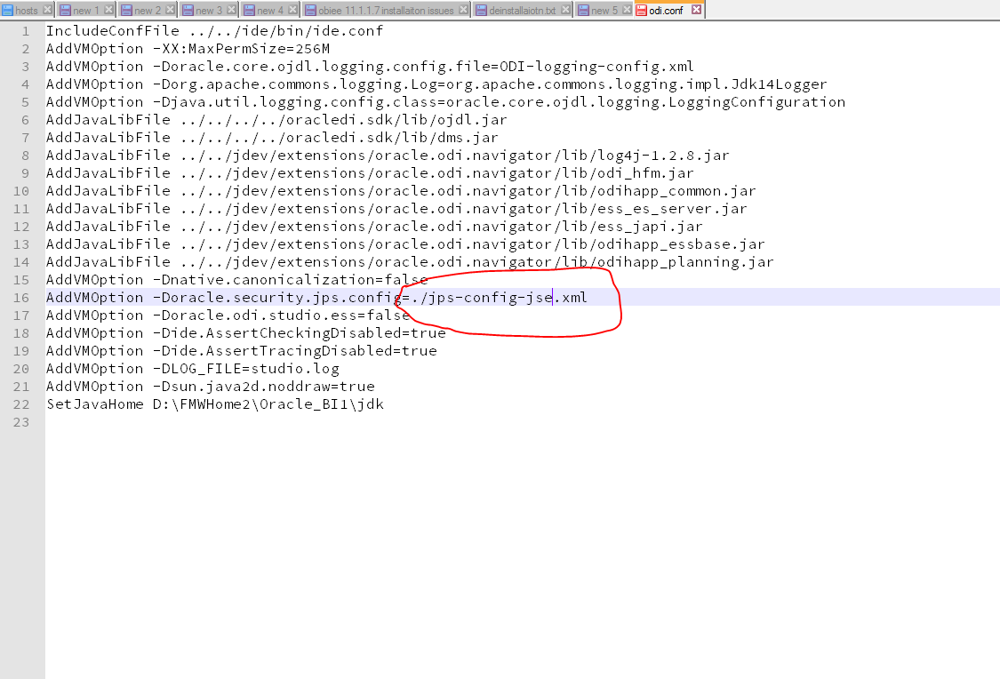 hosts new 1 new 2 new 3 new 4 obiee 11.1.1.7 installaiton issues deinstallaiotn.txt new 5 odi.conf
1 IncludeConfFile ../../ide/bin/ide.conf
2 AddVMOption -XX:MaxPermSize=256M
3 AddVMOption -Doracle.core.ojdl.logging.config.file=ODI-logging-config.xml
4 AddVMOption -Dorg.apache.commons.logging.Log=org.apache.commons.logging.impl.Jdk14Logger
5 AddVMOption -Djava.util.logging.config.class=oracle.core.ojdl.logging.LoggingConfiguration
6 AddJavaLibFile ../../../../oracledi.sdk/lib/ojdl.jar
7 AddJavaLibFile ../../../../oracledi.sdk/lib/dms.jar
8 AddJavaLibFile ../../jdev/extensions/oracle.odi.navigator/lib/log4j-1.2.8.jar
9 AddJavaLibFile ../../jdev/extensions/oracle.odi.navigator/lib/odi_hfm.jar
10 AddJavaLibFile ../../jdev/extensions/oracle.odi.navigator/lib/odihapp_common.jar
11 AddJavaLibFile ../../jdev/extensions/oracle.odi.navigator/lib/ess_es_server.jar
12 AddJavaLibFile ../../jdev/extensions/oracle.odi.navigator/lib/ess_japi.jar
13 AddJavaLibFile ../../jdev/extensions/oracle.odi.navigator/lib/odihapp_essbase.jar
14 AddJavaLibFile ../../jdev/extensions/oracle.odi.navigator/lib/odihapp_planning.jar
15 AddVMOption -Dnative.canonicalization=false
16 AddVMOption -Doracle.security.jps.config=./jps-config-jse.xml
17 AddVMOption -Doracle.odi.studio.ess=false
18 AddVMOption -Dide.AssertCheckingDisabled=true
19 AddVMOption -Dide.AssertTracingDisabled=true
20 AddVMOption -DLOG_FILE=studio.log
21 AddVMOption -Dsun.java2d.noddraw=true
22 SetJavaHome D:\FMWHome2\Oracle_BI1\jdk
23